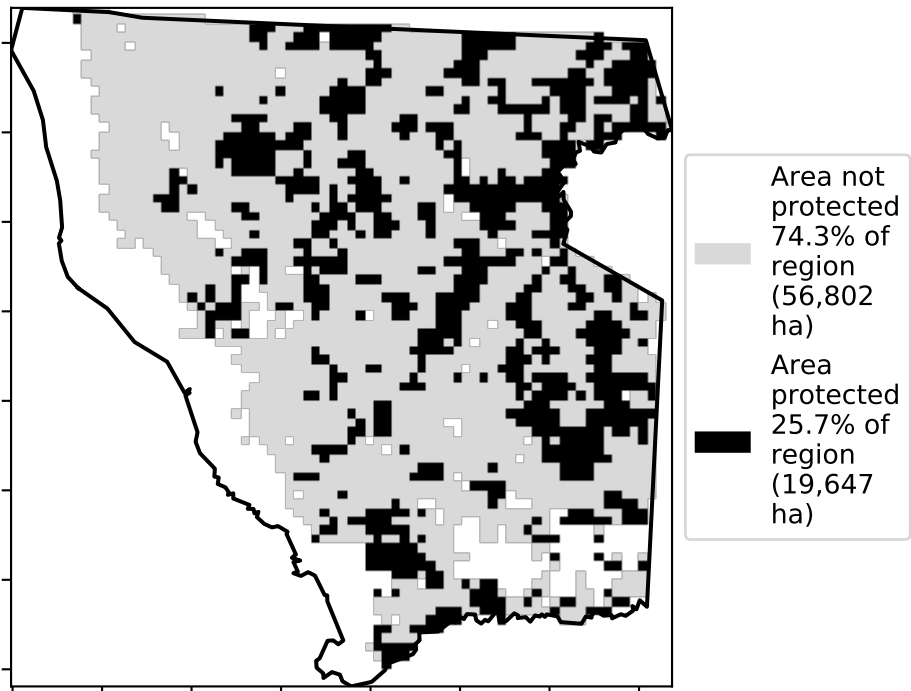 Area not
protected
74.3% of
region
(56,802
ha)
Area
protected
25.7% of
region
(19,647
ha)